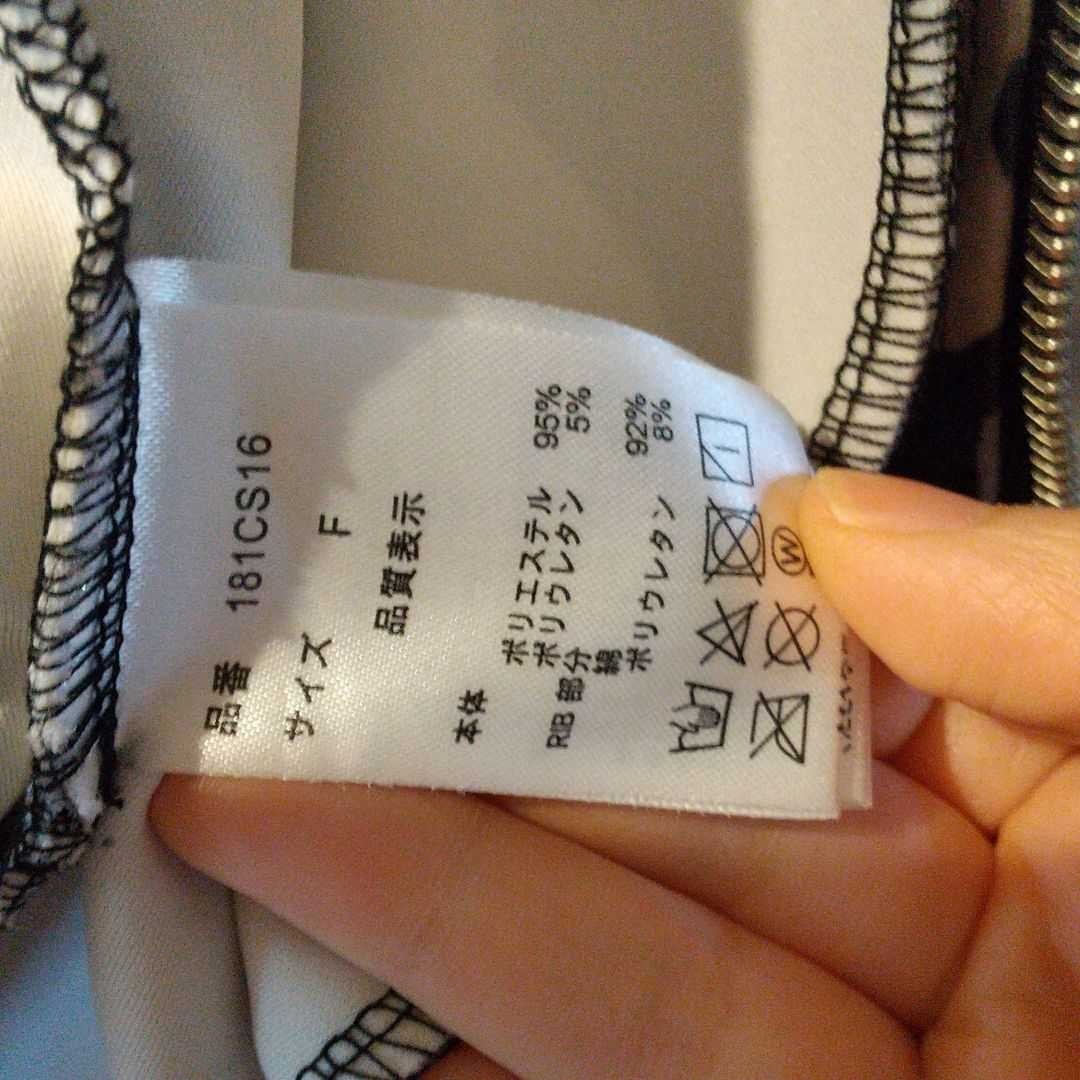 品番 181CS16
サイズ F
品質表示
本体
ポリエステル 95%
ポリウレタン 5%
RIB部分
綿 92%
ポリウレタン 8%
W